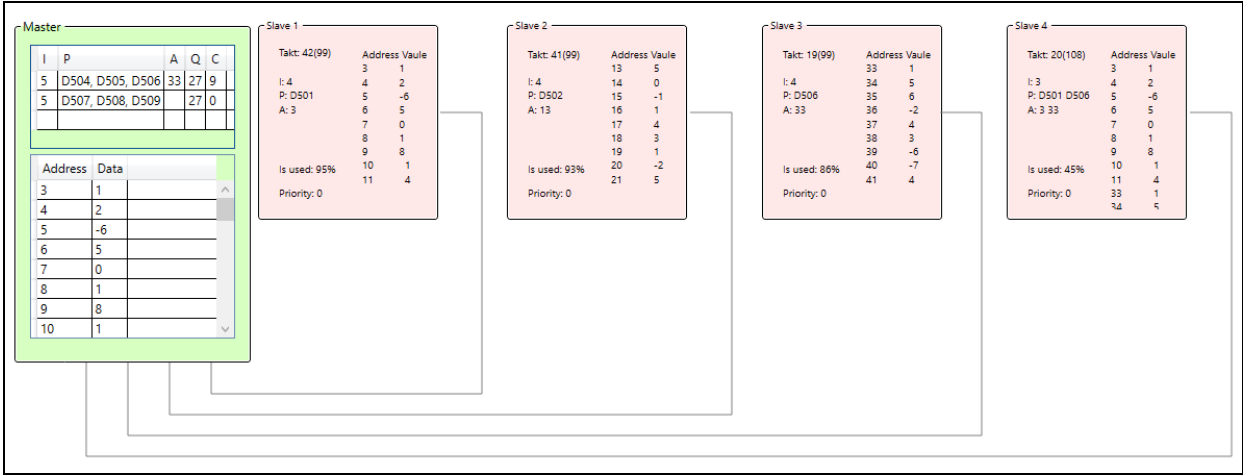 Master
I P A Q C
5 D504, D505, D506 33 27 9
5 D507, D508, D509 27 0
Address Data
3 1
4 2
5 -6
6 5
7 0
8 1
9 8
10 1
Slave 1
Takt: 42(99)
I: 4
P: D501
A: 3
Is used: 95%
Priority: 0
Address Vaule
3 1
4 2
5 -6
6 5
7 0
8 1
9 8
10 1
11 4
Slave 2
Takt: 41(99)
I: 4
P: D502
A: 13
Is used: 93%
Priority: 0
Address Vaule
13 5
14 0
15 -1
16 1
17 4
18 3
19 1
20 -2
21 5
Slave 3
Takt: 19(99)
I: 4
P: D506
A: 33
Is used: 86%
Priority: 0
Address Vaule
33 1
34 5
35 6
36 -2
37 4
38 3
39 -6
40 -7
41 4
Slave 4
Takt: 20(108)
I: 3
P: D501 D506
A: 3 33
Is used: 45%
Priority: 0
Address Vaule
3 1
4 2
5 -6
6 5
7 0
8 1
9 8
10 1
11 4
33 1
34 5